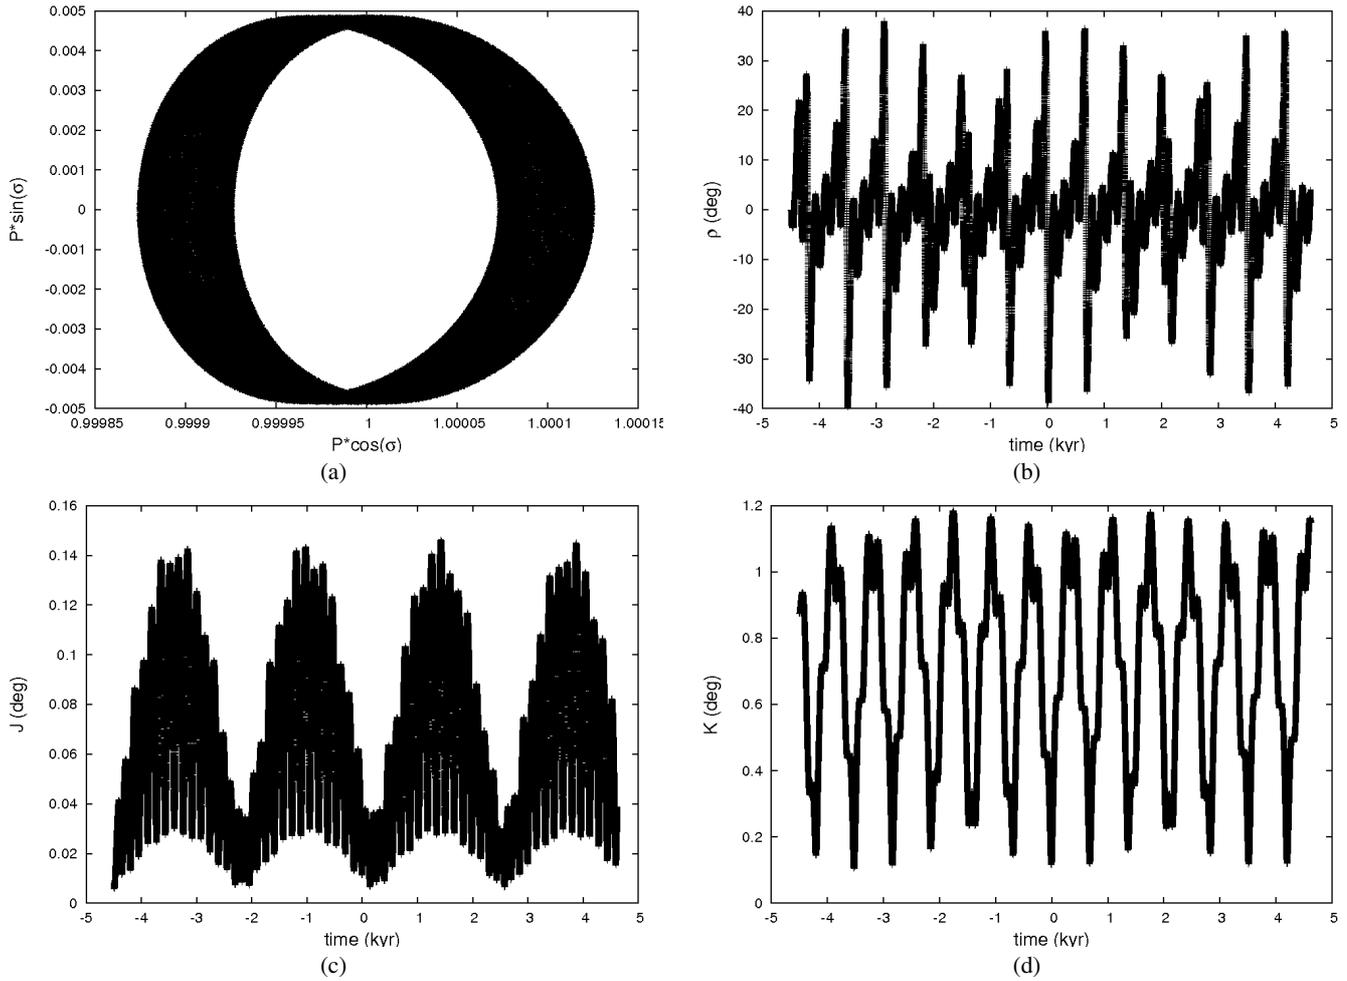 0.005
0.004
0.003
0.002
0.001
0
-0.001
-0.002
-0.003
-0.004
-0.005
P*sin(σ)
0.99985 0.9999 0.99995 1 1.00005 1.0001 1.00015
P*cos(σ)
(a)
40
30
20
10
0
-10
-20
-30
-40
ρ (deg)
-5 -4 -3 -2 -1 0 1 2 3 4 5
time (kyr)
(b)
0.16
0.14
0.12
0.1
0.08
0.06
0.04
0.02
0
J (deg)
-5 -4 -3 -2 -1 0 1 2 3 4 5
time (kyr)
(c)
1.2
1
0.8
0.6
0.4
0.2
0
K (deg)
-5 -4 -3 -2 -1 0 1 2 3 4 5
time (kyr)
(d)